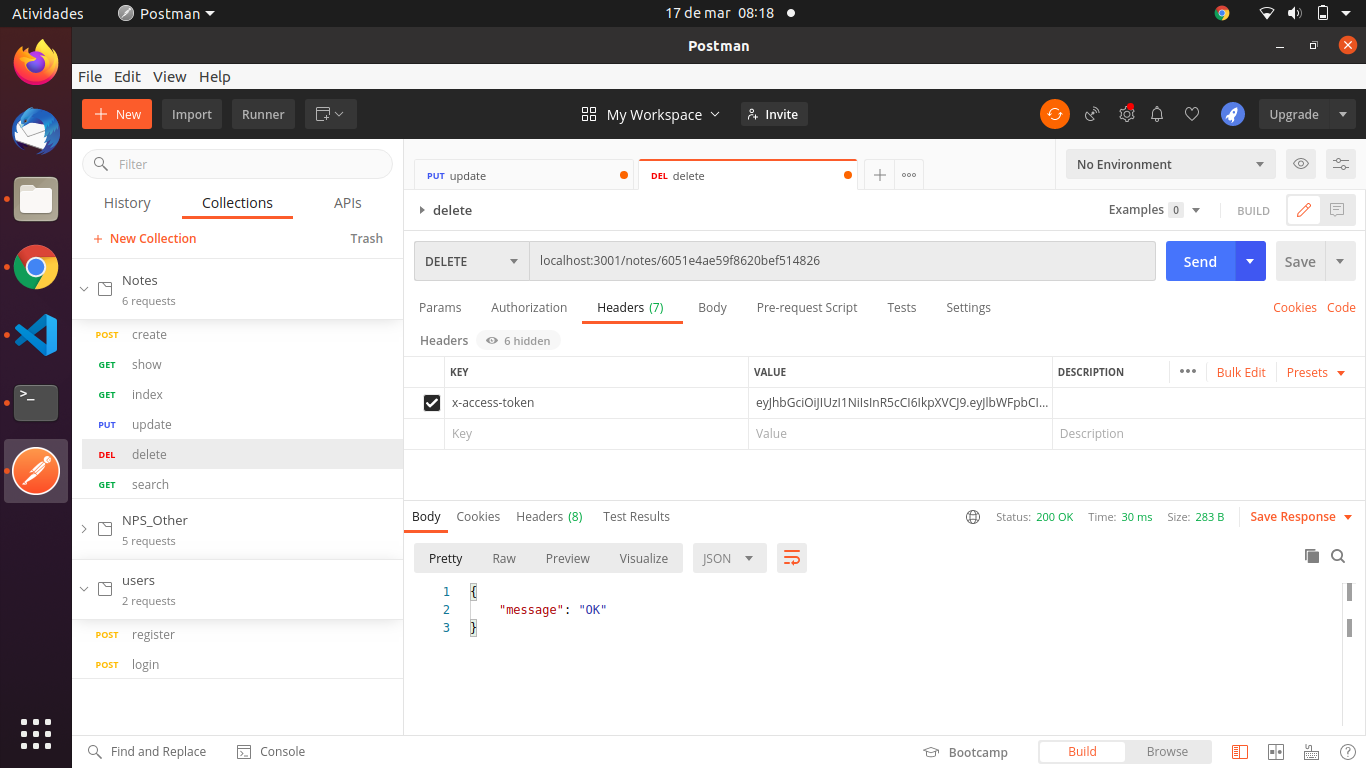 Atividades Postman 17 de mar 08:18
Postman
File Edit View Help
+ New Import Runner My Workspace Invite Upgrade
Filter
History Collections APIs
+ New Collection Trash
Notes
6 requests
POST create
GET show
GET index
PUT update
DEL delete
GET search
NPS_Other
5 requests
users
2 requests
POST register
POST login
PUT update DEL delete + ••• No Environment
delete Examples 0 BUILD
DELETE localhost:3001/notes/6051e4ae59f8620bef514826 Send Save
Params Authorization Headers (7) Body Pre-request Script Tests Settings Cookies Code
Headers 6 hidden
KEY VALUE DESCRIPTION ••• Bulk Edit Presets
x-access-token eyJhbGciOiJIUzI1NiIsInR5cCI6IkpXVCJ9.eyJlbWFpbCI...
Key Value Description
Body Cookies Headers (8) Test Results Status: 200 OK Time: 30 ms Size: 283 B Save Response
Pretty Raw Preview Visualize JSON
1 {
2 "message": "OK"
3 }
Find and Replace Console Bootcamp Build Browse